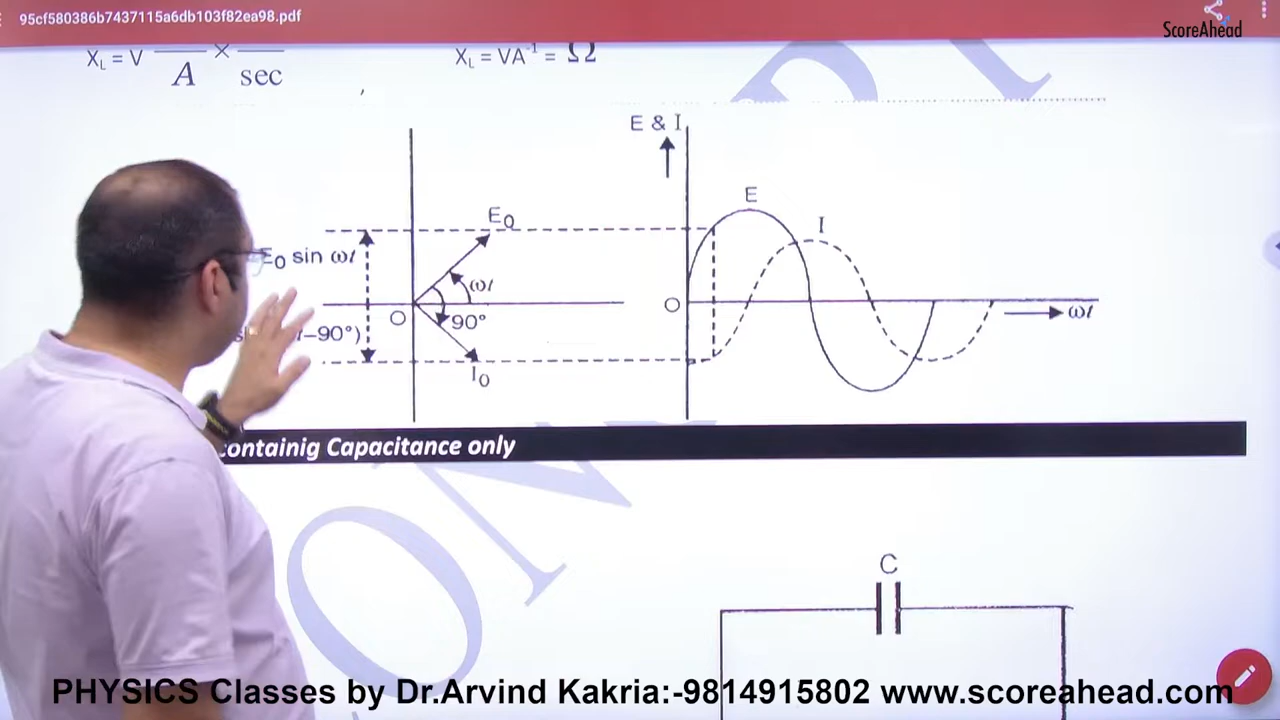 95cf580386b7437115a6db103f82ea98.pdf
ScoreAhead
X_L = V A × sec
X_L = VA⁻¹ = Ω
E & I
E
I
E₀
E₀ sin ωt
ωt
O
90°
–90°)
I₀
O
ωt
containig Capacitance only
C
PHYSICS Classes by Dr.Arvind Kakria:-9814915802 www.scoreahead.com